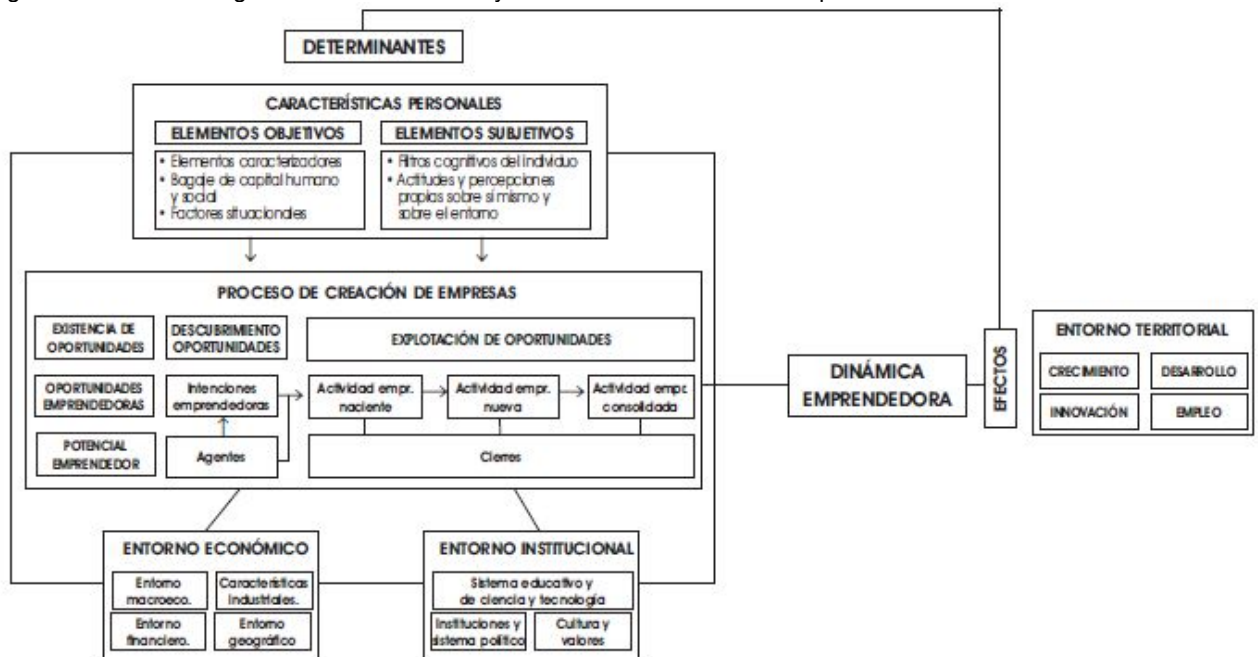 DETERMINANTES
CARACTERÍSTICAS PERSONALES
ELEMENTOS OBJETIVOS
• Elementos caracterizadores
• Bagaje de capital humano
y social
• Factores situacionales
ELEMENTOS SUBJETIVOS
• Filtros cognitivos del individuo
• Actitudes y percepciones
propias sobre sí mismo y
sobre el entorno
PROCESO DE CREACIÓN DE EMPRESAS
EXISTENCIA DE
OPORTUNIDADES
DESCUBRIMIENTO
OPORTUNIDADES
EXPLOTACIÓN DE OPORTUNIDADES
OPORTUNIDADES
EMPRENDEDORAS
Intenciones
emprendedoras
Actividad empr.
naciente
Actividad empr.
nueva
Actividad empr.
consolidada
POTENCIAL
EMPRENDEDOR
Agentes
Cierres
ENTORNO ECONÓMICO
Entorno
macroeco.
Características
Industriales.
Entorno
financiero.
Entorno
geográfico
ENTORNO INSTITUCIONAL
Sistema educativo y
de ciencia y tecnología
Instituciones y
sistema político
Cultura y
valores
DINÁMICA
EMPRENDEDORA
EFECTOS
ENTORNO TERRITORIAL
CRECIMIENTO
DESARROLLO
INNOVACIÓN
EMPLEO